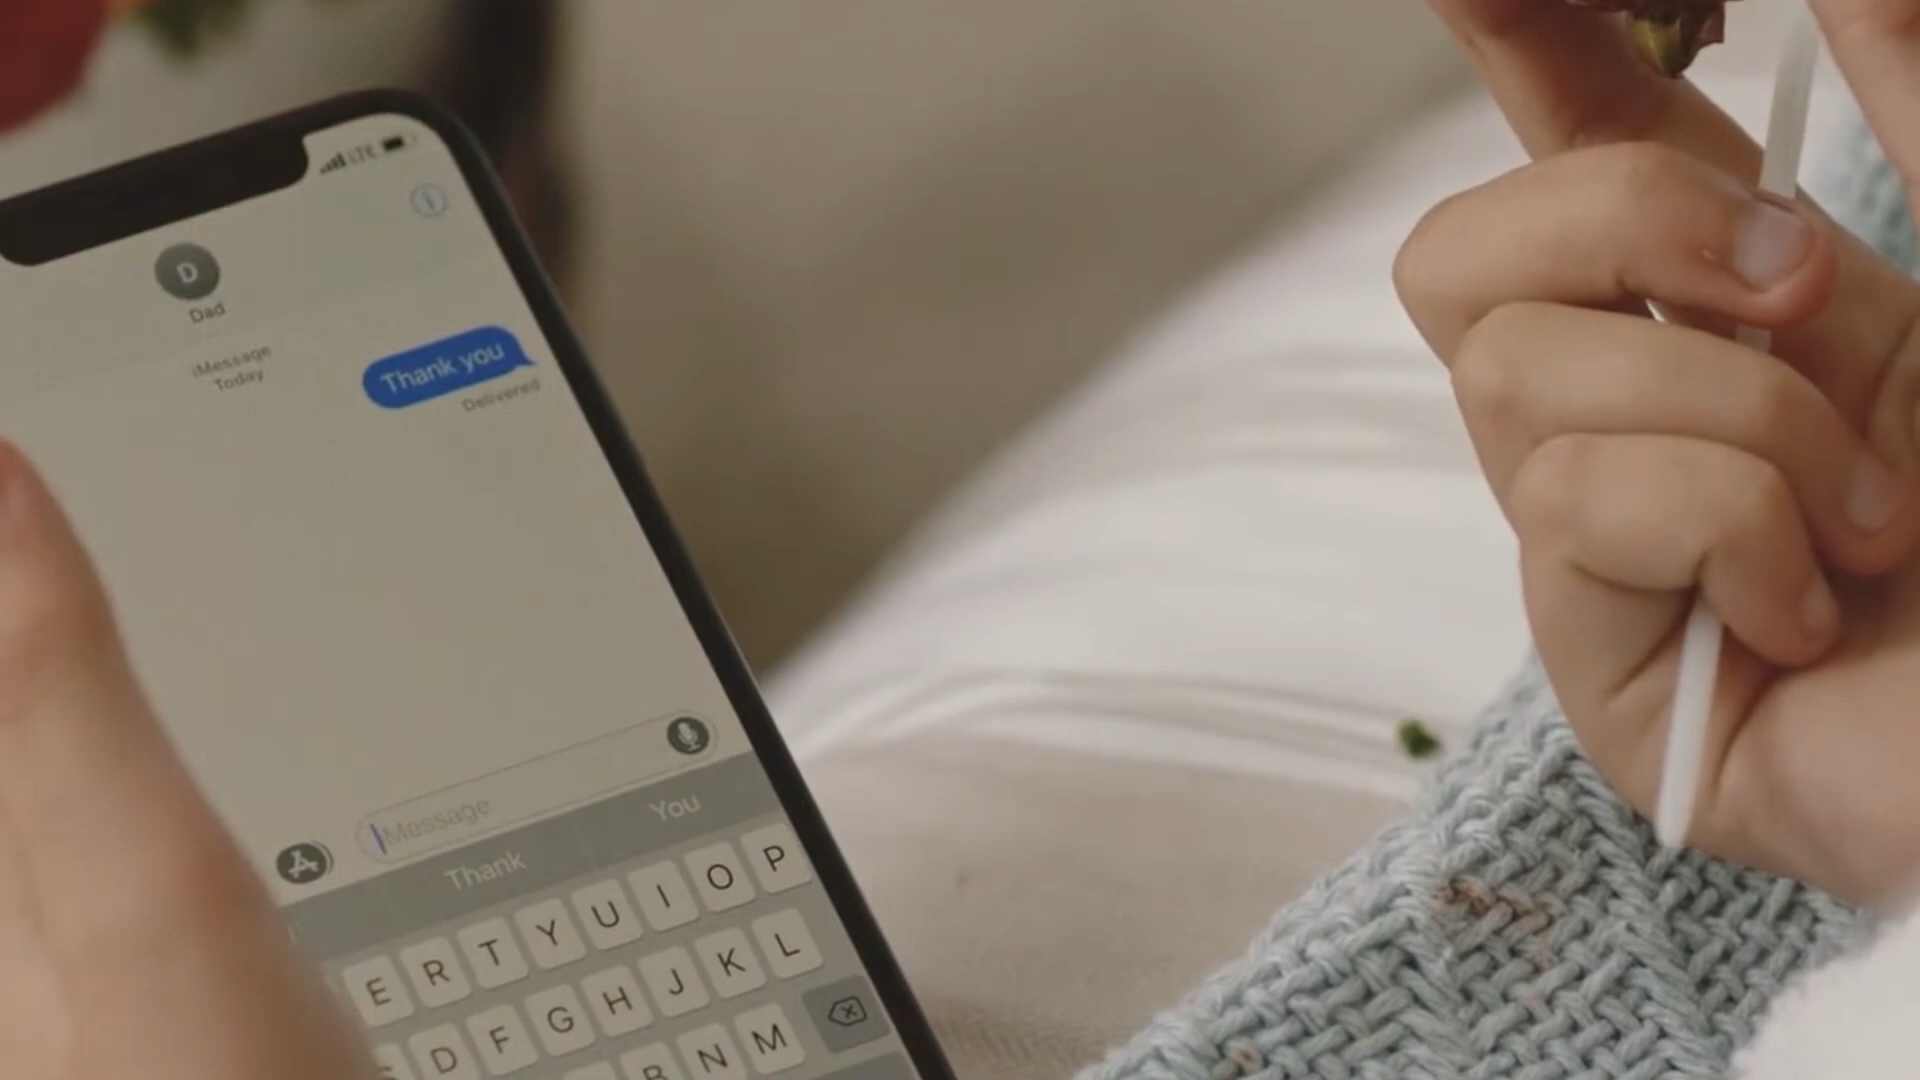 LTE
D
Dad
iMessage
Today
Thank you
Delivered
Message
Thank
You
E R T Y U I O P
D F G H J K L
B N M